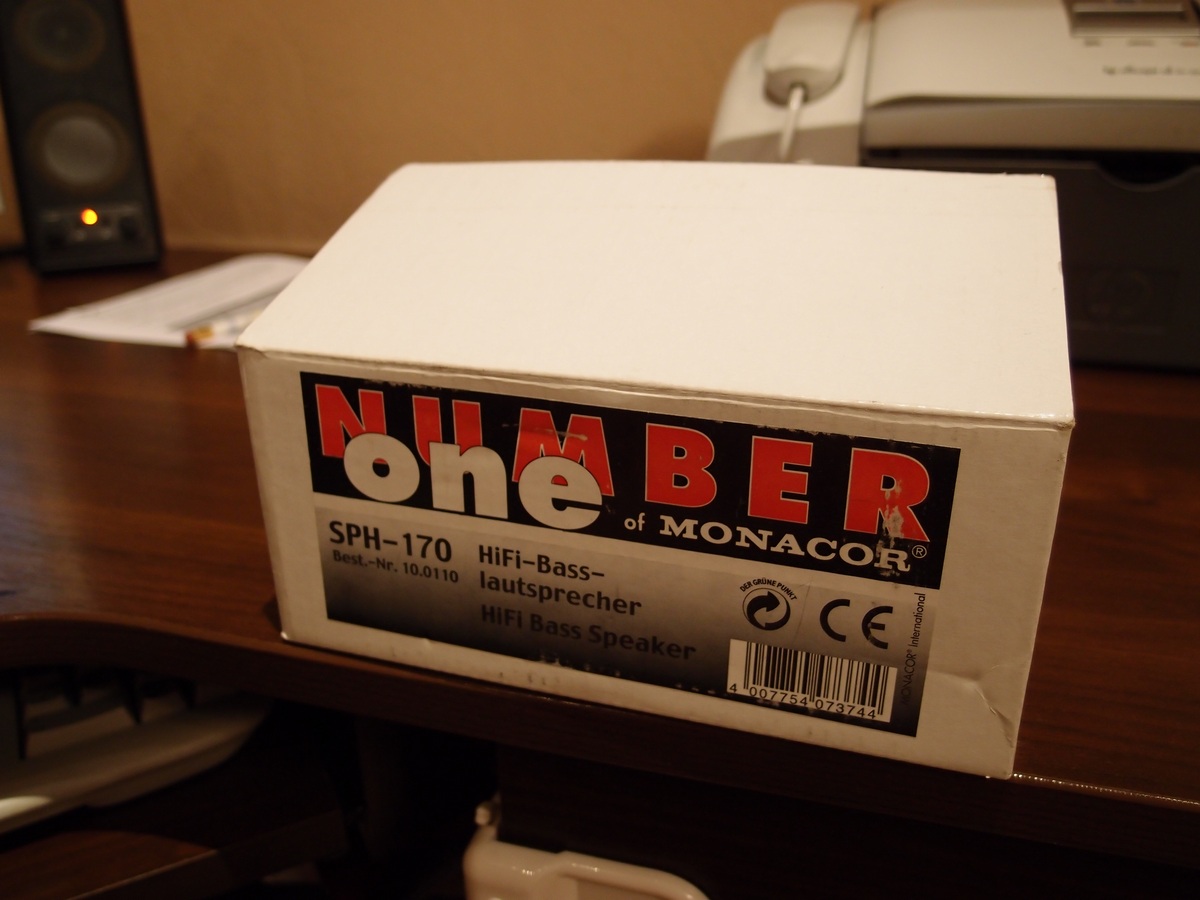 NUMBER
one
of MONACOR®
SPH-170
Best.-Nr. 10.0110
HiFi-Bass-
lautsprecher
HiFi Bass Speaker
DER GRÜNE PUNKT
CE
MONACOR® International
4 007754 073744